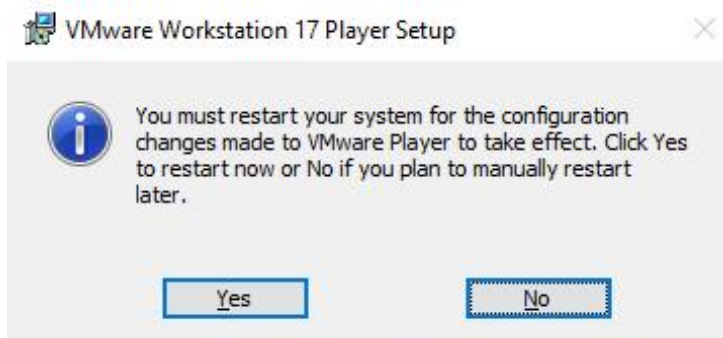 VMware Workstation 17 Player Setup
You must restart your system for the configuration
changes made to VMware Player to take effect. Click Yes
to restart now or No if you plan to manually restart
later.
Yes
No